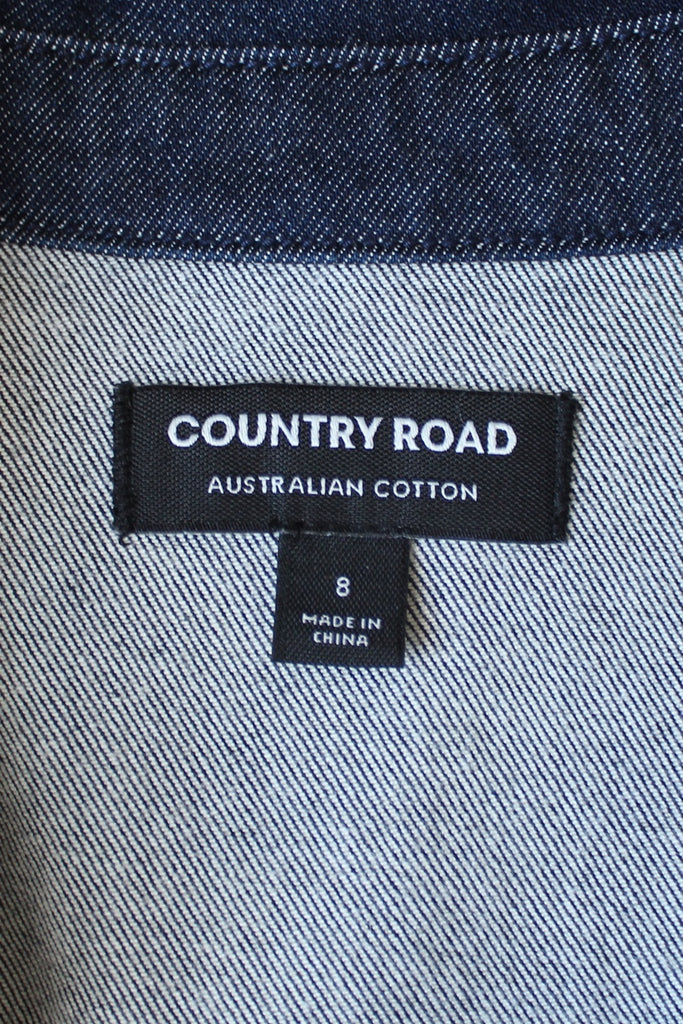 COUNTRY ROAD
AUSTRALIAN COTTON
8
MADE IN
CHINA